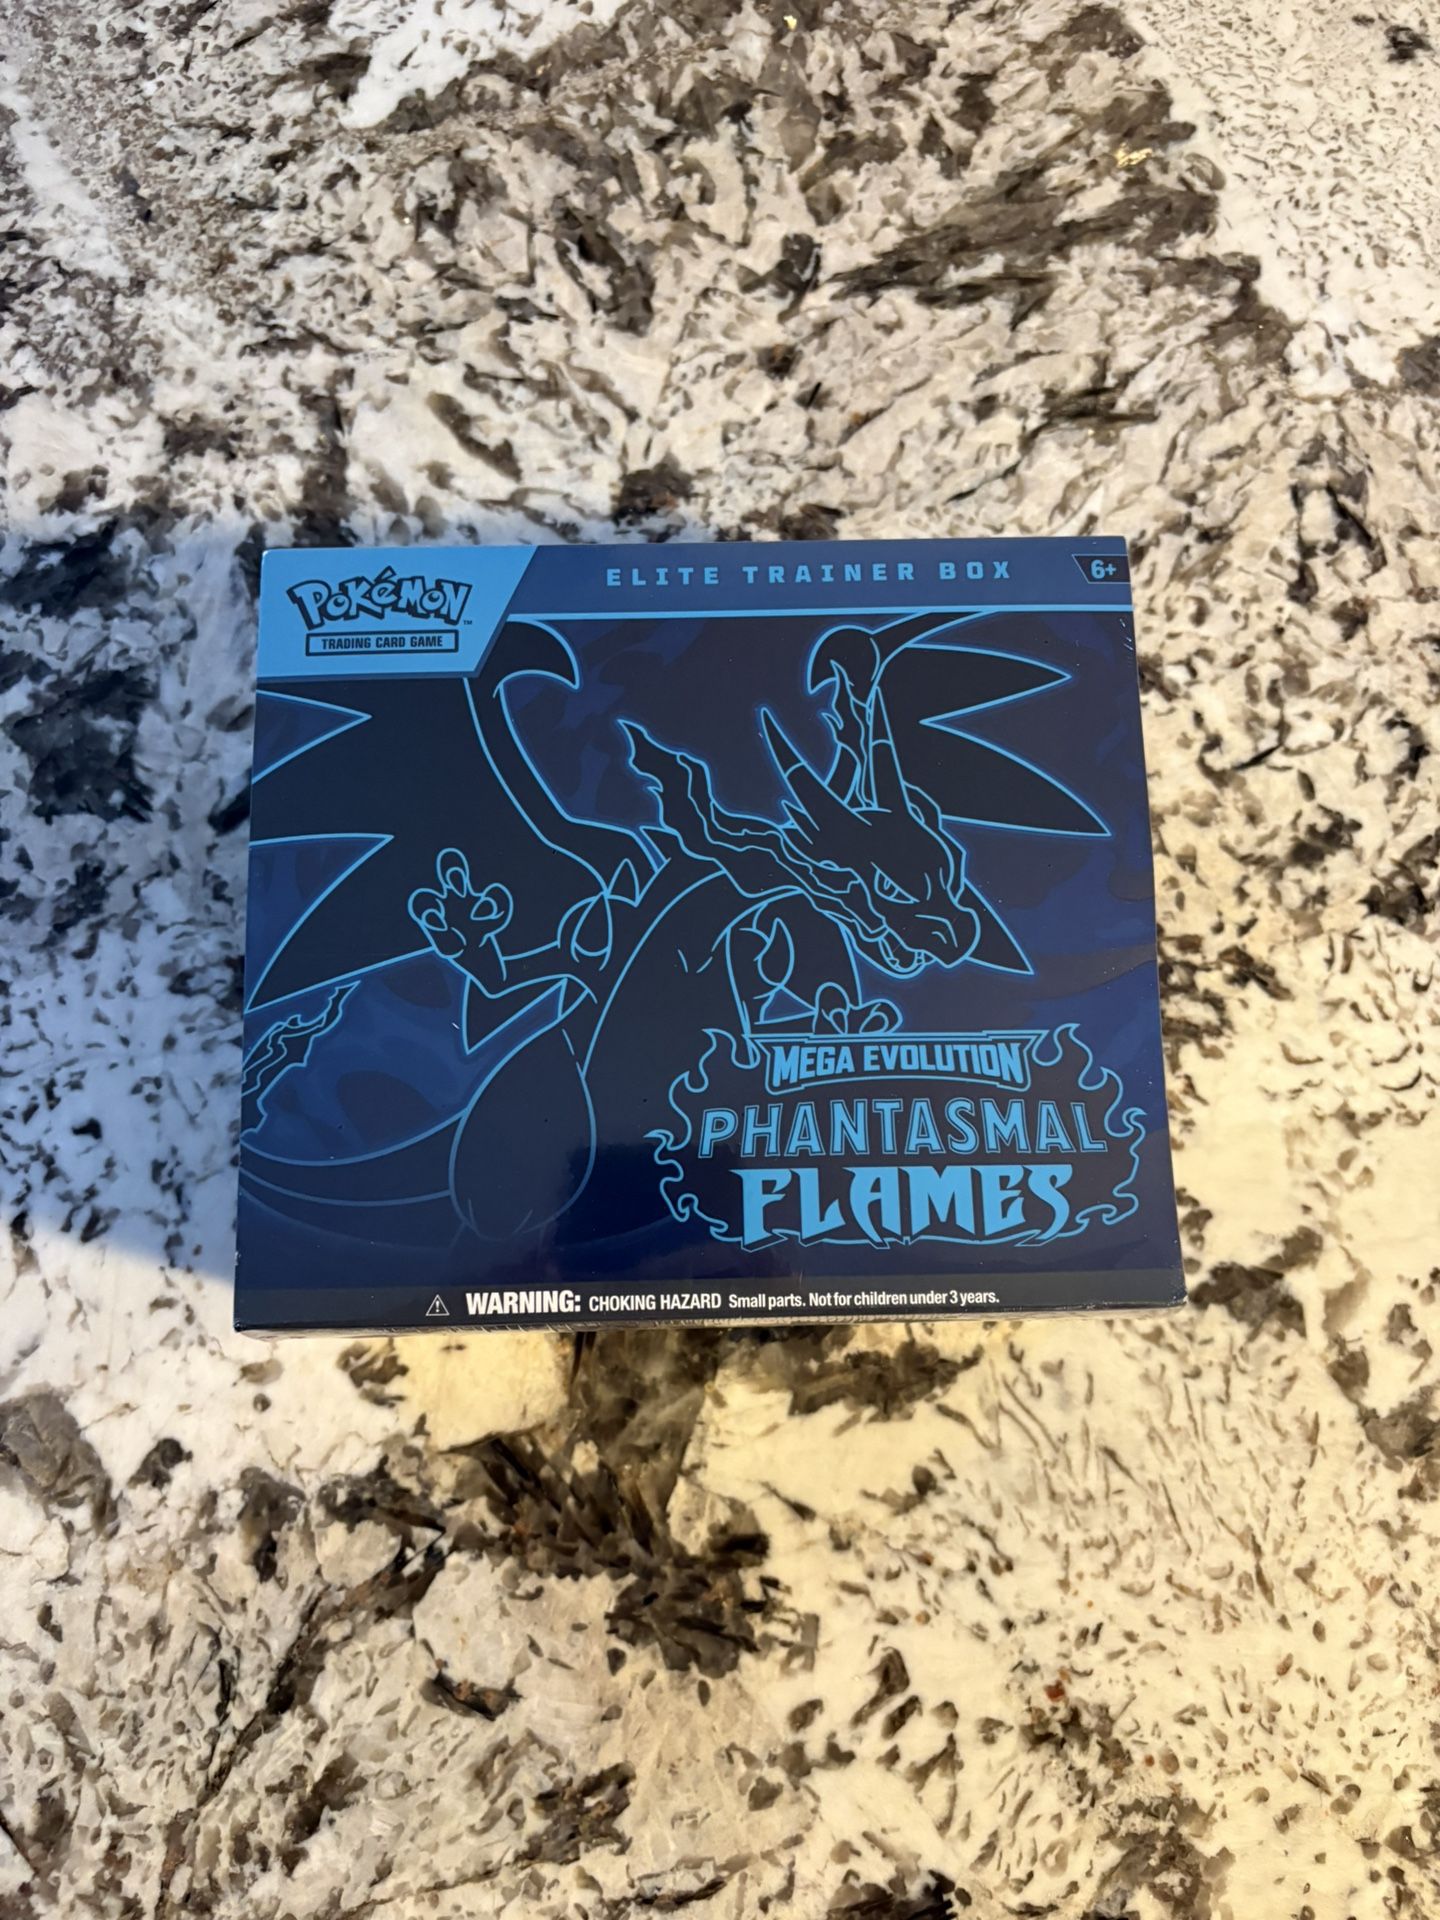 ELITE TRAINER BOX
6+
POKÉMON™
TRADING CARD GAME
MEGA EVOLUTION
PHANTASMAL
FLAMES
WARNING: CHOKING HAZARD Small parts. Not for children under 3 years.